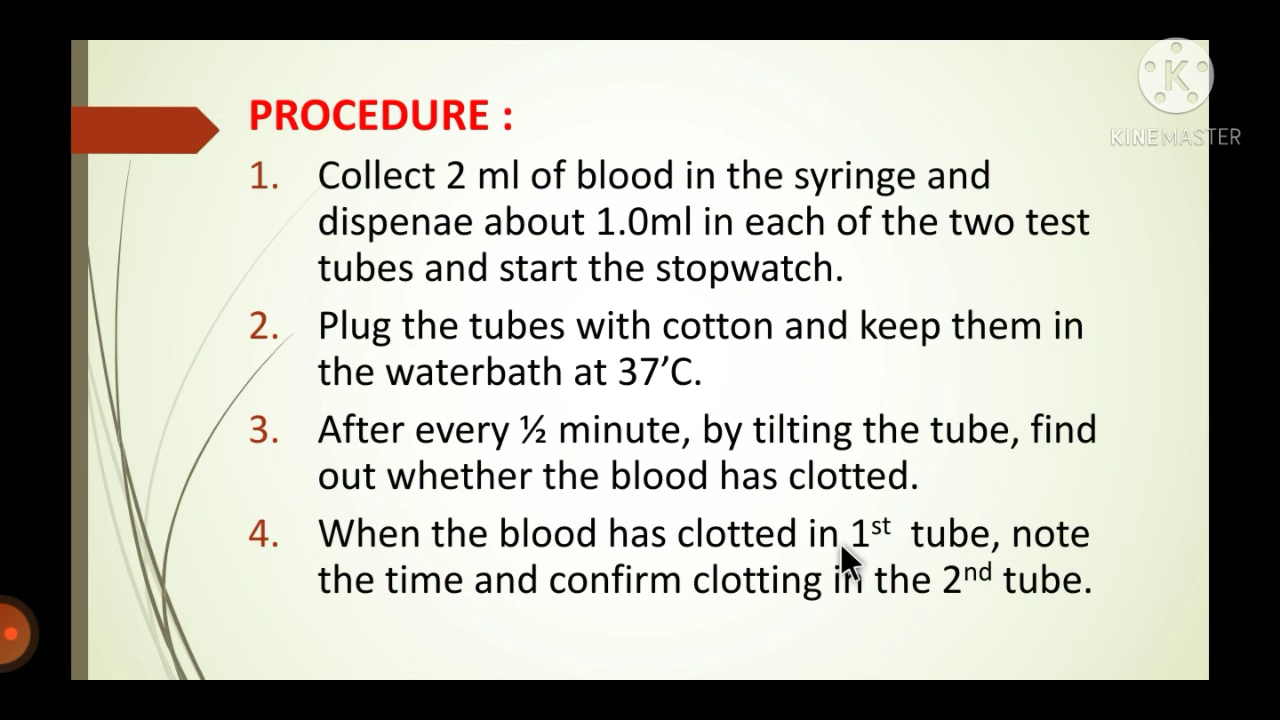 PROCEDURE :
1. Collect 2 ml of blood in the syringe and
dispenae about 1.0ml in each of the two test
tubes and start the stopwatch.
2. Plug the tubes with cotton and keep them in
the waterbath at 37’C.
3. After every ½ minute, by tilting the tube, find
out whether the blood has clotted.
4. When the blood has clotted in 1st tube, note
the time and confirm clotting in the 2nd tube.
K
KINEMASTER